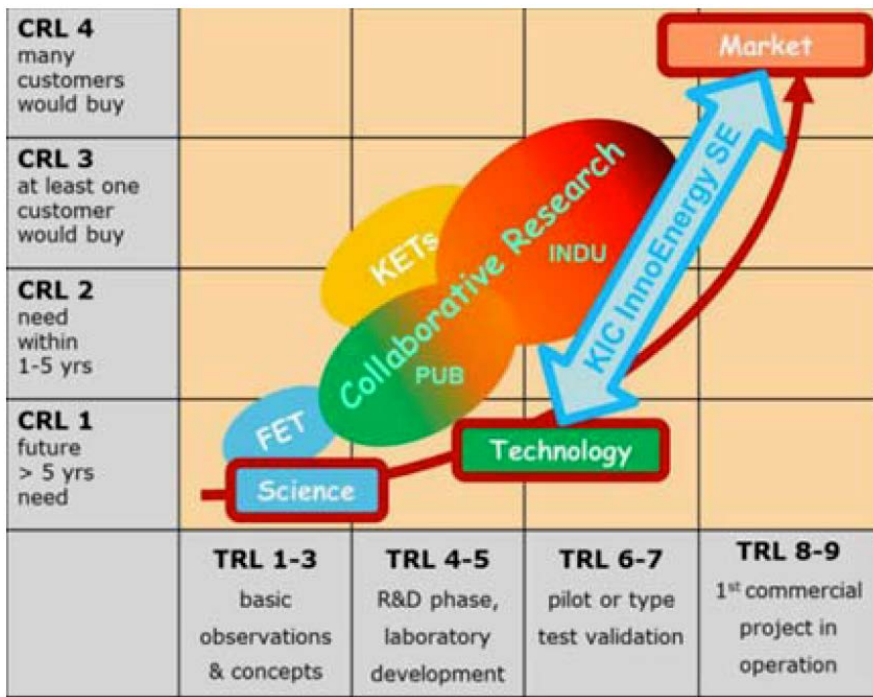 CRL 4
many
customers
would buy
Market
CRL 3
at least one
customer
would buy
KETs
Collaborative Research
INDU
KIC InnoEnergy SE
CRL 2
need
within
1-5 yrs
PUB
CRL 1
future
> 5 yrs
need
FET
Science
Technology
TRL 1-3
basic
observations
& concepts
TRL 4-5
R&D phase,
laboratory
development
TRL 6-7
pilot or type
test validation
TRL 8-9
1st commercial
project in
operation